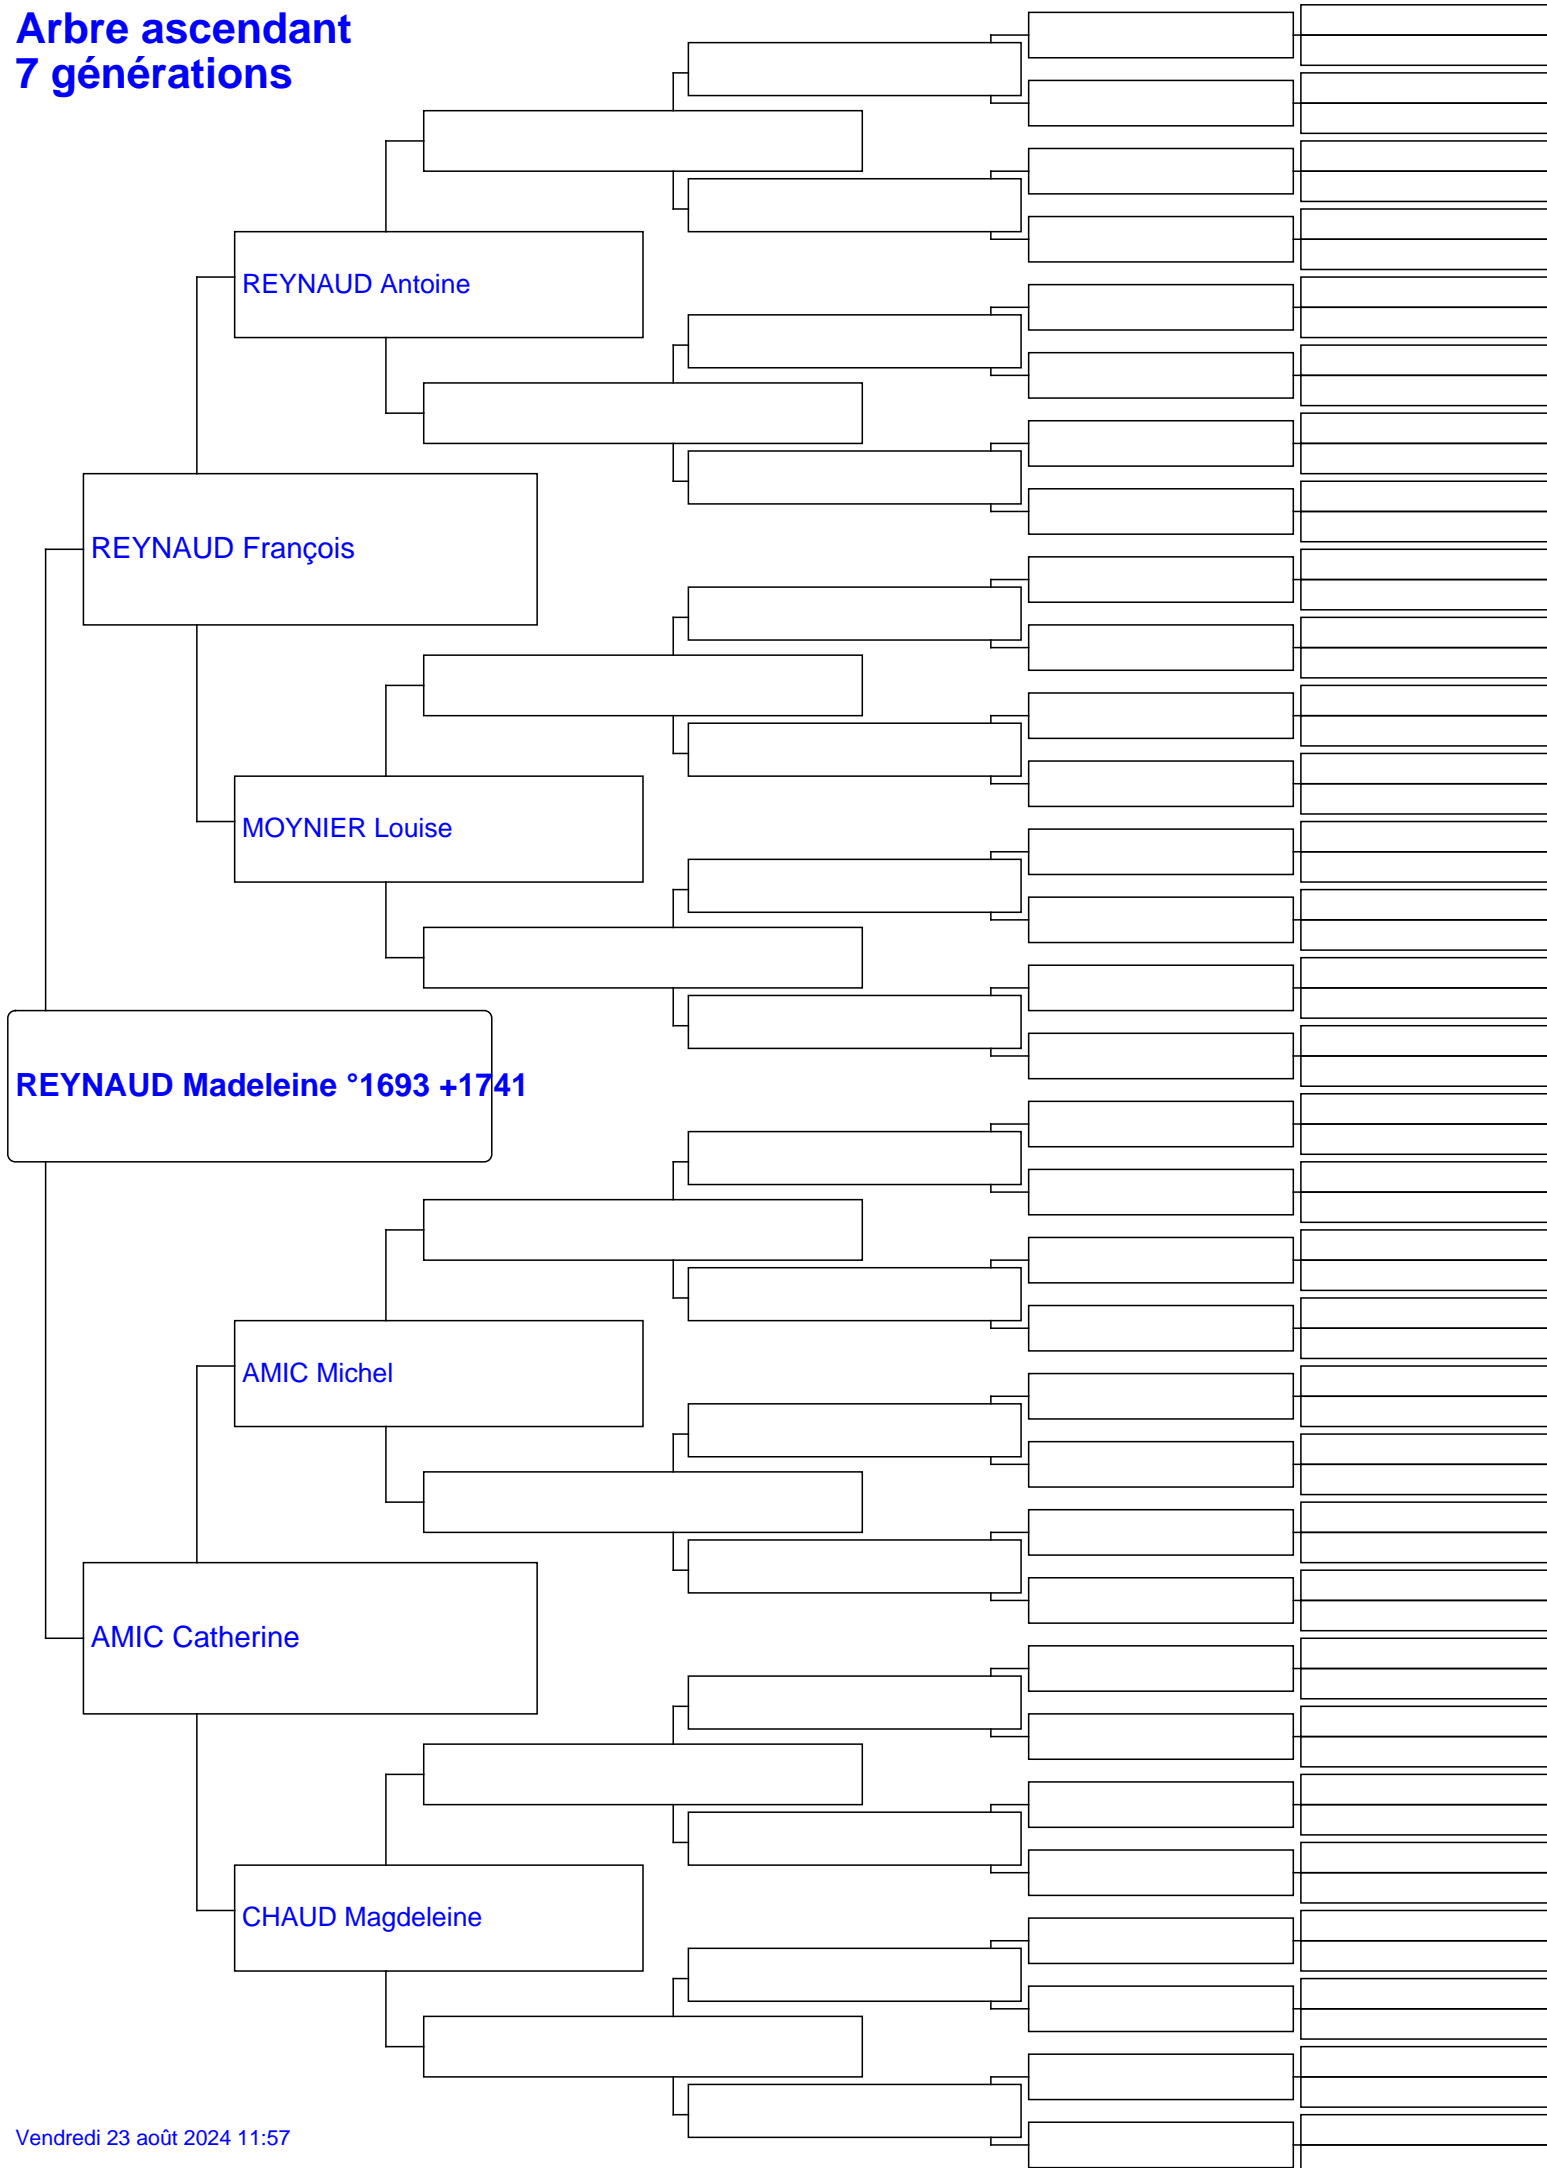 Arbre ascendant
7 générations
REYNAUD Antoine
REYNAUD François
MOYNIER Louise
REYNAUD Madeleine °1693 +1741
AMIC Michel
AMIC Catherine
CHAUD Magdeleine
Vendredi 23 août 2024 11:57